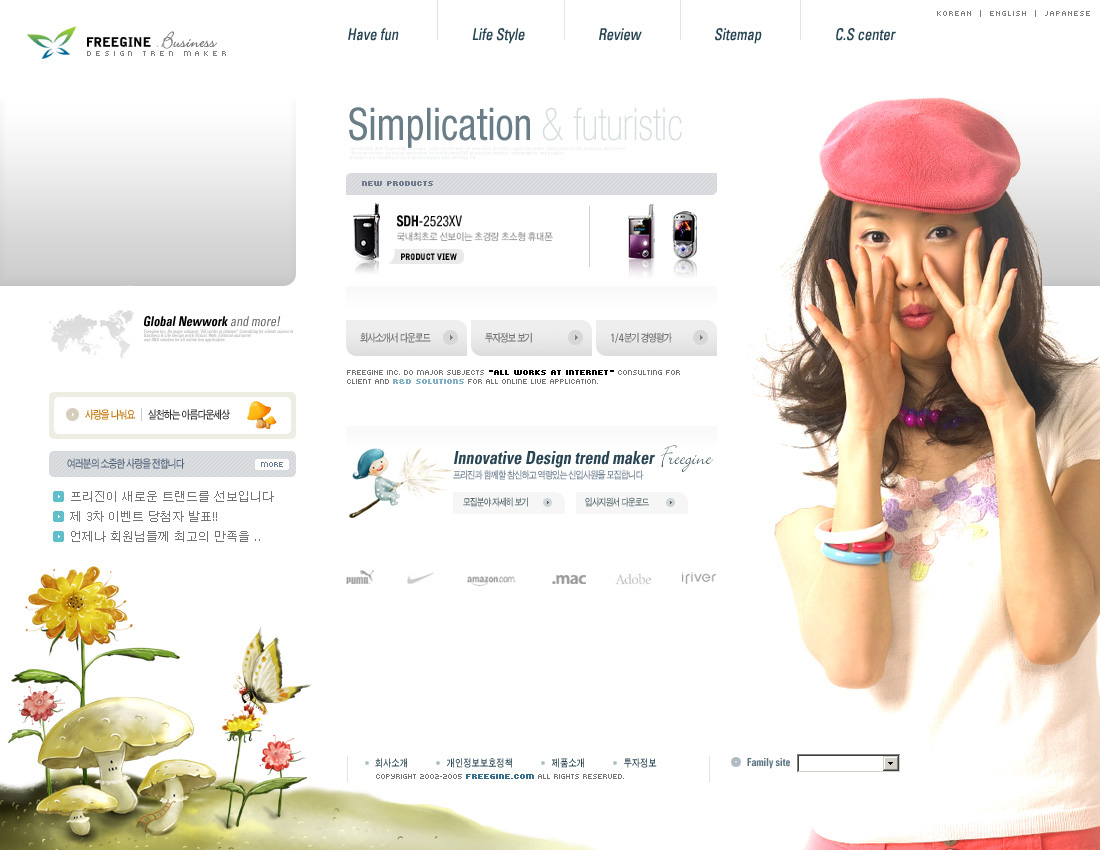 KOREAN | ENGLISH | JAPANESE
FREEGINE .Business
DESIGN TREN MAKER
Have fun
Life Style
Review
Sitemap
C.S center
Simplication & futuristic
NEW PRODUCTS
SDH-2523XV
국내최초로 선보이는 초경량 초소형 휴대폰
PRODUCT VIEW
Global Newwork and more!
회사소개서 다운로드
투자정보 보기
1/4분기 경영평가
FREEGINE INC. DO MAJOR SUBJECTS "ALL WORKS AT INTERNET" CONSULTING FOR
CLIENT AND R&D SOLUTIONS FOR ALL ONLINE LIVE APPLICATION.
사랑을 나눠요 | 실천하는 아름다운세상
여러분의 소중한 사랑을 전합니다
MORE
프리진이 새로운 트랜드를 선보입니다
제 3차 이벤트 당첨자 발표!!
언제나 회원님들께 최고의 만족을 ..
Innovative Design trend maker Freegine
프리진과 함께할 참신하고 역량있는 신입사원을 모집합니다
모집분야 자세히 보기
입사지원서 다운로드
PUMA
amazon.com.
.mac
Adobe
iriver
회사소개
개인정보보호정책
제품소개
투자정보
COPYRIGHT 2002-2005 FREEGINE.COM ALL RIGHTS RESERVED.
Family site